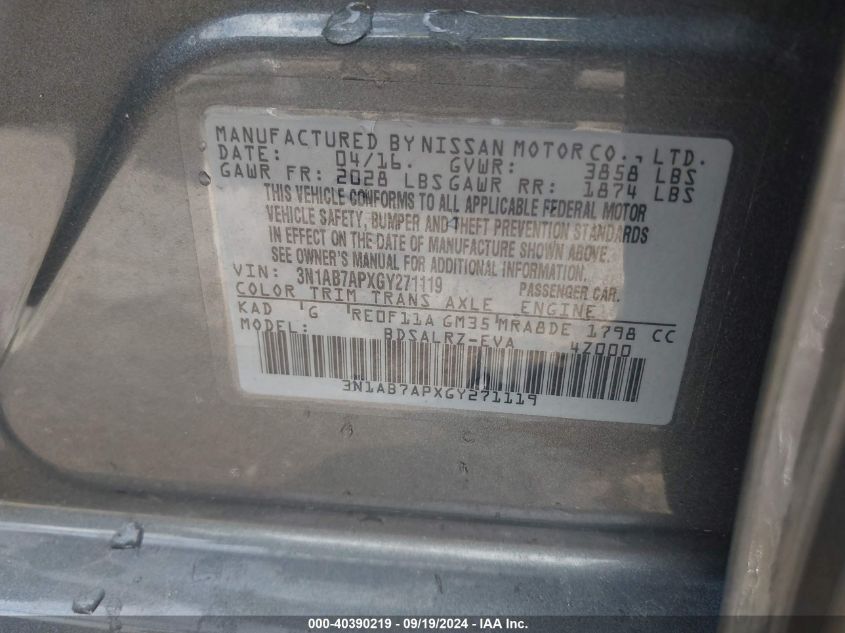 MANUFACTURED BY NISSAN MOTOR CO., LTD.
DATE: 04/16. GVWR: 3858 LBS
GAWR FR: 2028 LBS GAWR RR: 1874 LBS
THIS VEHICLE CONFORMS TO ALL APPLICABLE FEDERAL MOTOR
VEHICLE SAFETY, BUMPER AND THEFT PREVENTION STANDARDS
IN EFFECT ON THE DATE OF MANUFACTURE SHOWN ABOVE.
SEE OWNER'S MANUAL FOR ADDITIONAL INFORMATION.
VIN: 3N1AB7APXGY271119 PASSENGER CAR.
COLOR TRIM TRANS AXLE ENGINE
KAD G RE0F11A GM35 MRA8DE 1798 CC
MODEL: BDSALRZ-EVA 4Z000
3N1AB7APXGY271119
000-40390219 - 09/19/2024 - IAA Inc.